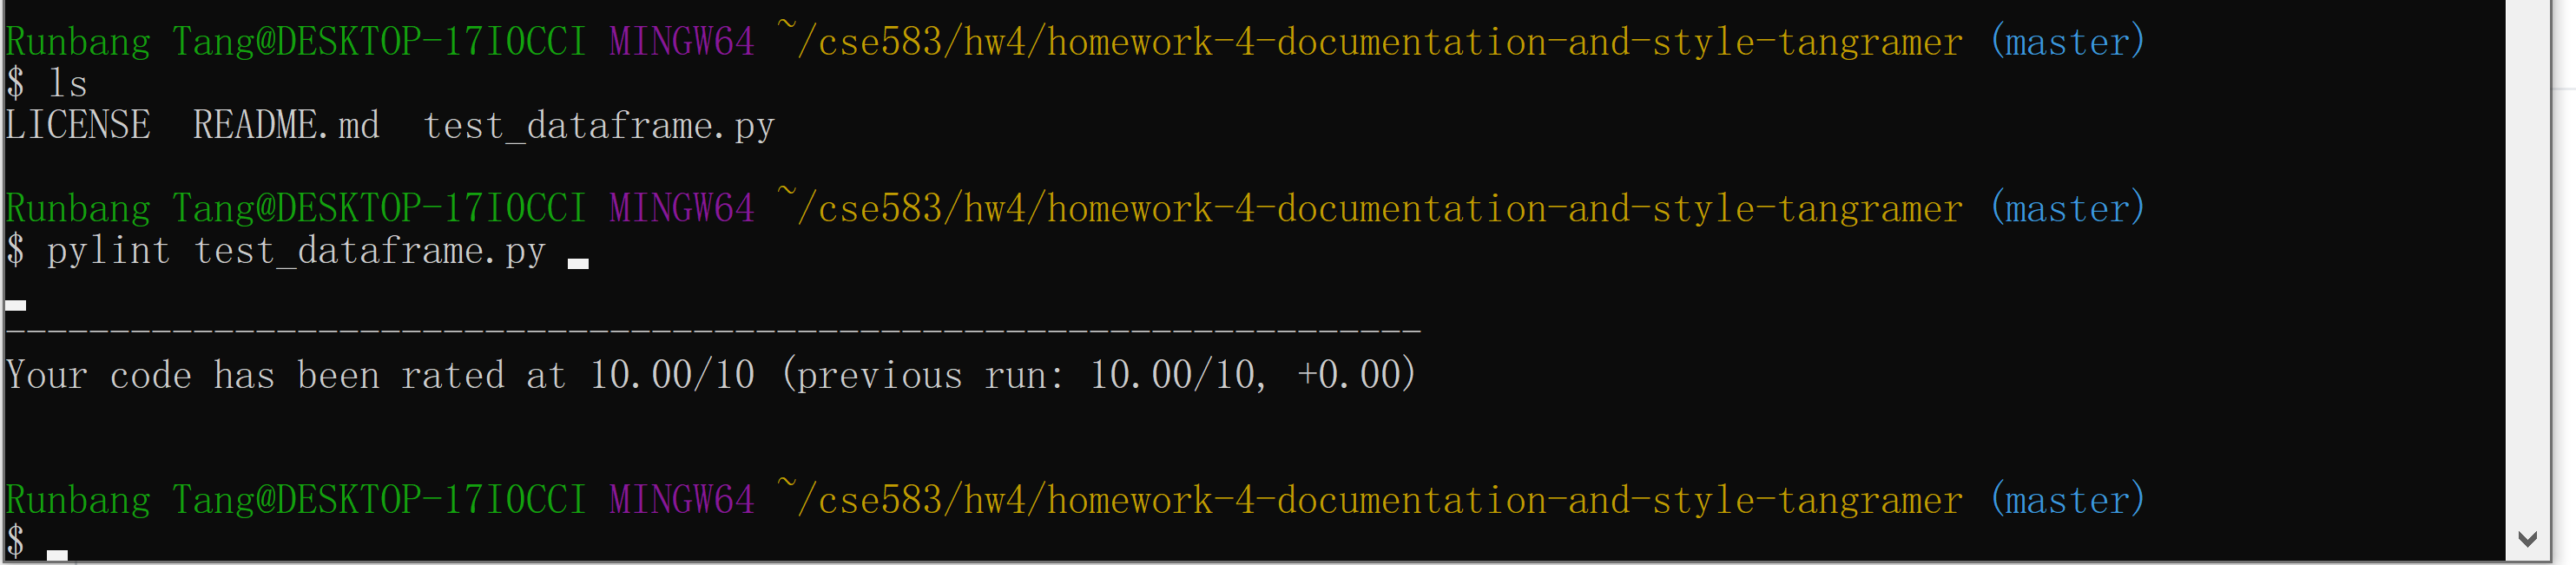 Runbang Tang@DESKTOP-17I0CCI MINGW64 ~/cse583/hw4/homework-4-documentation-and-style-tangramer (master)
$ ls
LICENSE  README.md  test_dataframe.py
Runbang Tang@DESKTOP-17I0CCI MINGW64 ~/cse583/hw4/homework-4-documentation-and-style-tangramer (master)
$ pylint test_dataframe.py
--------------------------------------------------------------------
Your code has been rated at 10.00/10 (previous run: 10.00/10, +0.00)
Runbang Tang@DESKTOP-17I0CCI MINGW64 ~/cse583/hw4/homework-4-documentation-and-style-tangramer (master)
$